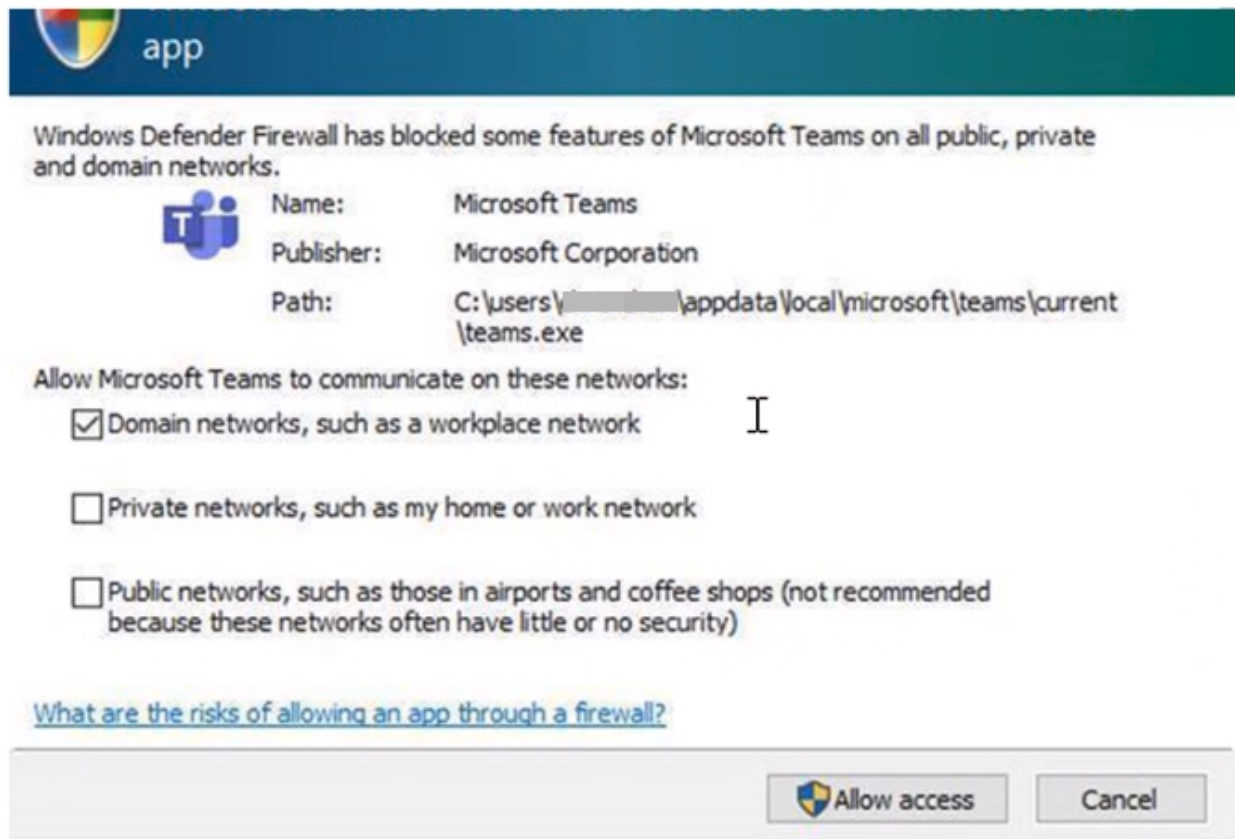 app
Windows Defender Firewall has blocked some features of Microsoft Teams on all public, private
and domain networks.
T
Name: Microsoft Teams
Publisher: Microsoft Corporation
Path: C:\users\ \appdata\local\microsoft\teams\current
\teams.exe
Allow Microsoft Teams to communicate on these networks:
Domain networks, such as a workplace network
Private networks, such as my home or work network
Public networks, such as those in airports and coffee shops (not recommended
because these networks often have little or no security)
What are the risks of allowing an app through a firewall?
Allow access
Cancel